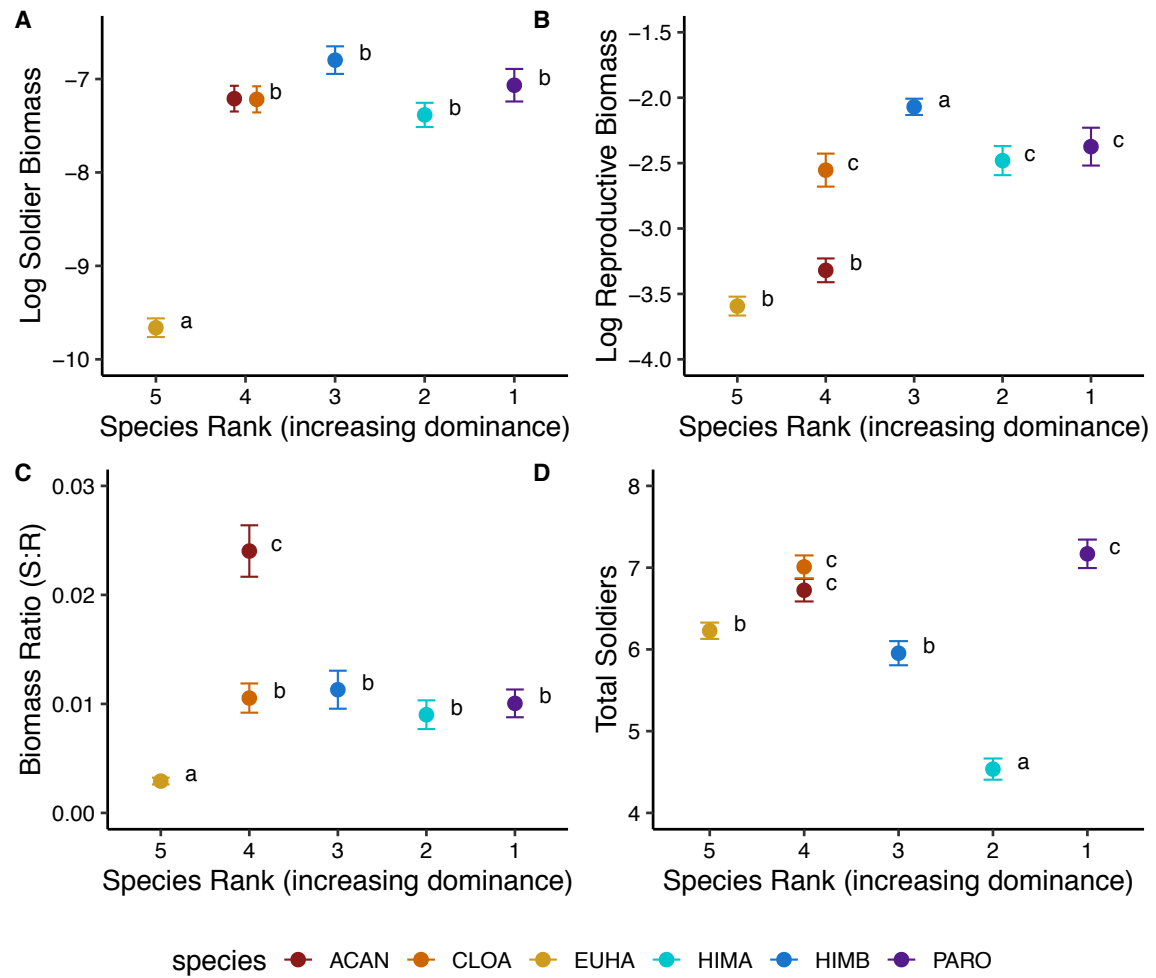 A
Log Soldier Biomass
−7
−8
−9
−10
a
b
b
b
b
5
4
3
2
1
Species Rank (increasing dominance)
B
Log Reproductive Biomass
−1.5
−2.0
−2.5
−3.0
−3.5
−4.0
b
c
b
a
c
c
5
4
3
2
1
Species Rank (increasing dominance)
C
Biomass Ratio (S:R)
0.03
0.02
0.01
0.00
a
c
b
b
b
b
5
4
3
2
1
Species Rank (increasing dominance)
D
Total Soldiers
8
7
6
5
4
b
c
c
b
a
c
5
4
3
2
1
Species Rank (increasing dominance)
species ACAN CLOA EUHA HIMA HIMB PARO